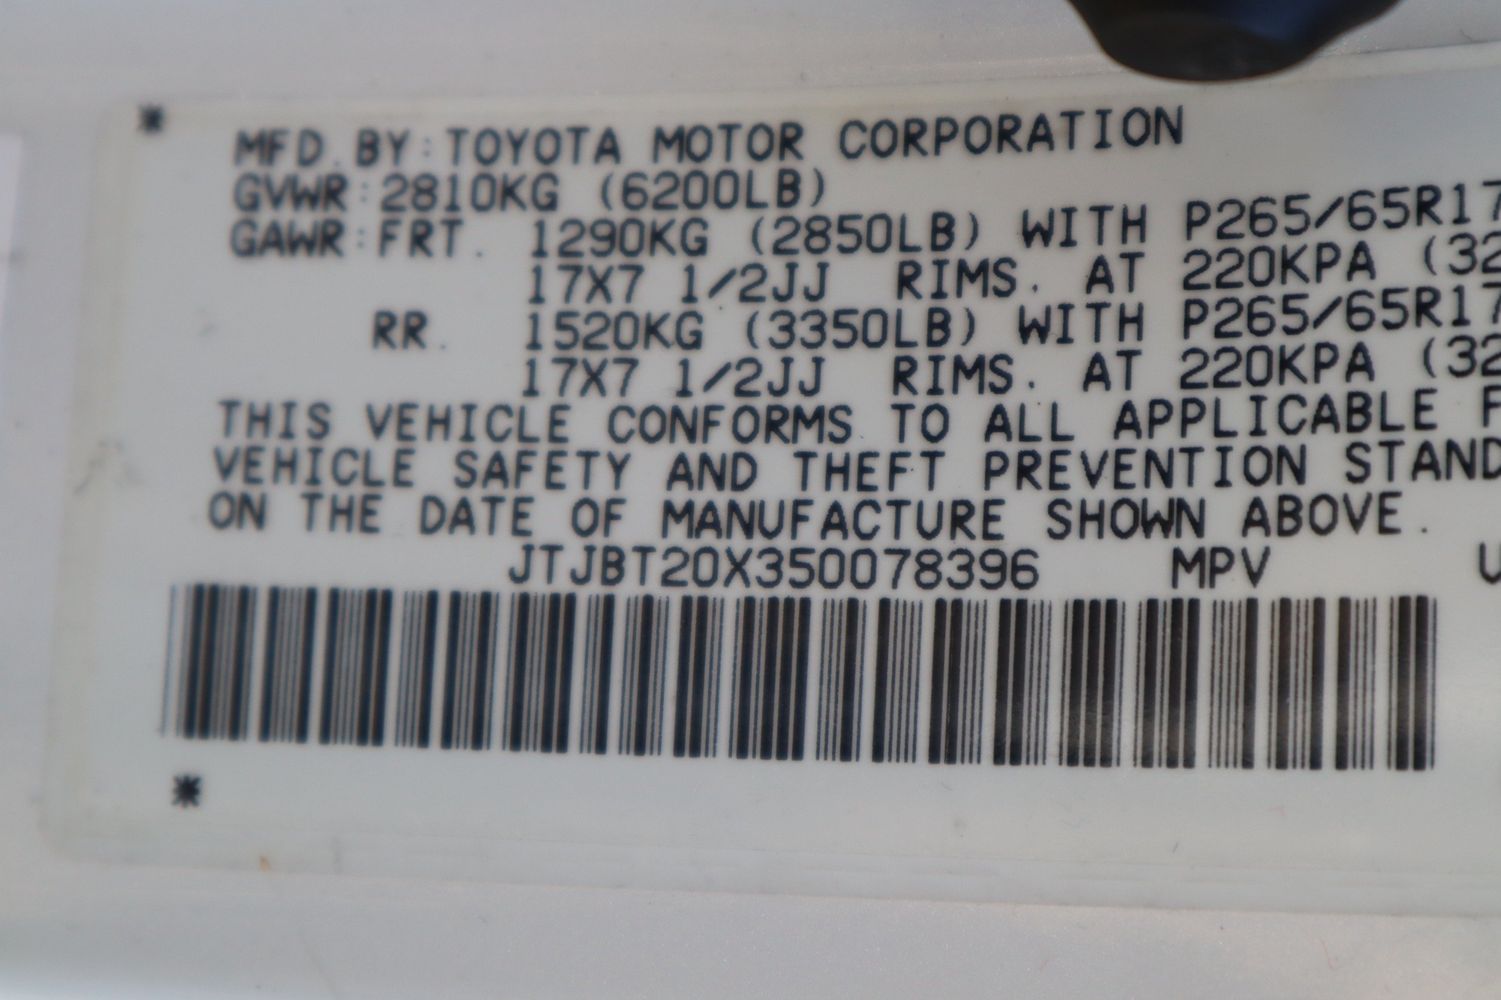 *
MFD. BY: TOYOTA MOTOR CORPORATION
GVWR: 2810KG (6200LB)
GAWR: FRT. 1290KG (2850LB) WITH P265/65R17
17X7 1/2JJ RIMS. AT 220KPA (32
RR. 1520KG (3350LB) WITH P265/65R17
17X7 1/2JJ RIMS. AT 220KPA (32
THIS VEHICLE CONFORMS TO ALL APPLICABLE F
VEHICLE SAFETY AND THEFT PREVENTION STAND
ON THE DATE OF MANUFACTURE SHOWN ABOVE.
JTJBT20X350078396 MPV U
*